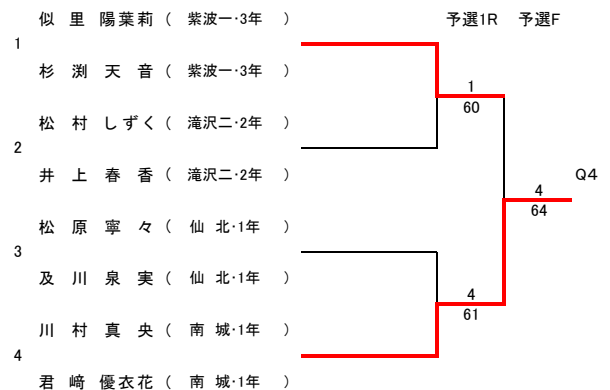 似 里 陽葉莉 ( 紫波一・3年 ) 予選1R 予選F
1
杉 渕 天 音 ( 紫波一・3年 ) 1
60
松 村 しずく ( 滝沢二・2年 )
2
井 上 春 香 ( 滝沢二・2年 ) Q4
4
64
松 原 寧 々 ( 仙 北・1年 )
3
及 川 泉 実 ( 仙 北・1年 ) 4
61
川 村 真 央 ( 南 城・1年 )
4
君 﨑 優衣花 ( 南 城・1年 )